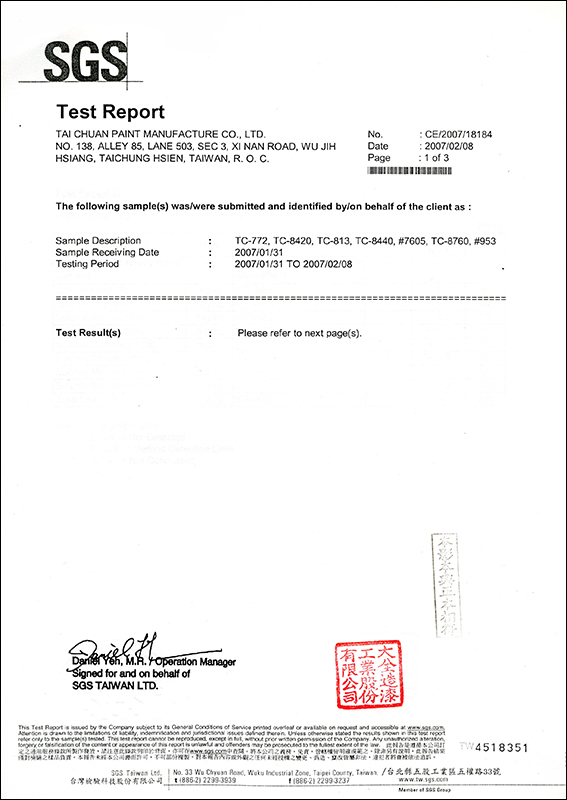 SGS
Test Report
TAI CHUAN PAINT MANUFACTURE CO., LTD.
NO. 138, ALLEY 85, LANE 503, SEC 3, XI NAN ROAD, WU JIH
HSIANG, TAICHUNG HSIEN, TAIWAN, R. O. C.
No. : CE/2007/18184
Date : 2007/02/08
Page : 1 of 3
The following sample(s) was/were submitted and identified by/on behalf of the client as :
Sample Description : TC-772, TC-8420, TC-813, TC-8440, #7605, TC-8760, #953
Sample Receiving Date : 2007/01/31
Testing Period : 2007/01/31 TO 2007/02/08
Test Result(s) : Please refer to next page(s).
Daniel Yeh, M.R. / Operation Manager
Signed for and on behalf of
SGS TAIWAN LTD.
大全造漆
工業股份
有限公司
This Test Report is issued by the Company subject to its General Conditions of Service printed overleaf or available on request and accessible at www.sgs.com.
Attention is drawn to the limitations of liability, indemnification and jurisdictional issues defined therein. Unless otherwise stated the results shown in this test report
refer only to the sample(s) tested. This test report cannot be reproduced, except in full, without prior written permission of the Company. Any unauthorized alteration,
forgery or falsification of the content or appearance of this report is unlawful and offenders may be prosecuted to the fullest extent of the law.
TW4518351
SGS Taiwan Ltd. No. 33 Wu Chyuan Road, Wuku Industrial Zone, Taipei County, Taiwan. /台北縣五股工業區五權路33號
台灣檢驗科技股份有限公司 t (886-2) 2299-3939 f (886-2) 2299-3237 www.tw.sgs.com
Member of SGS Group